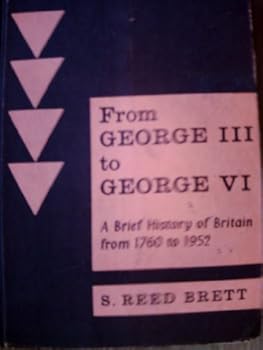 From
GEORGE III
to
GEORGE VI
A Brief History of Britain
from 1760 to 1952
S. REED BRETT